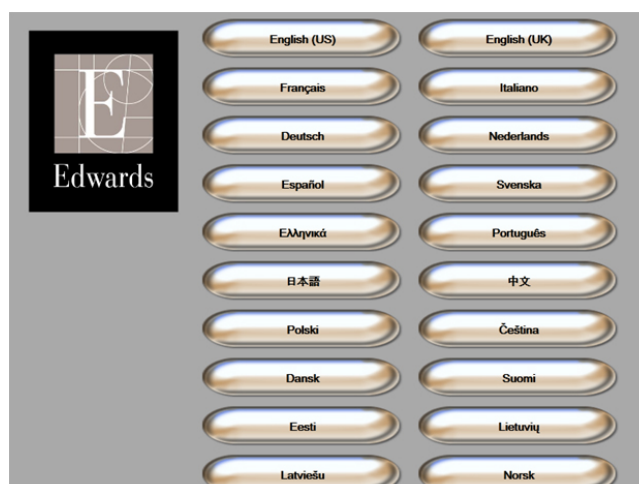 E
Edwards
English (US)
English (UK)
Français
Italiano
Deutsch
Nederlands
Español
Svenska
Ελληνικά
Português
日本語
中文
Polski
Čeština
Dansk
Suomi
Eesti
Lietuvių
Latviešu
Norsk